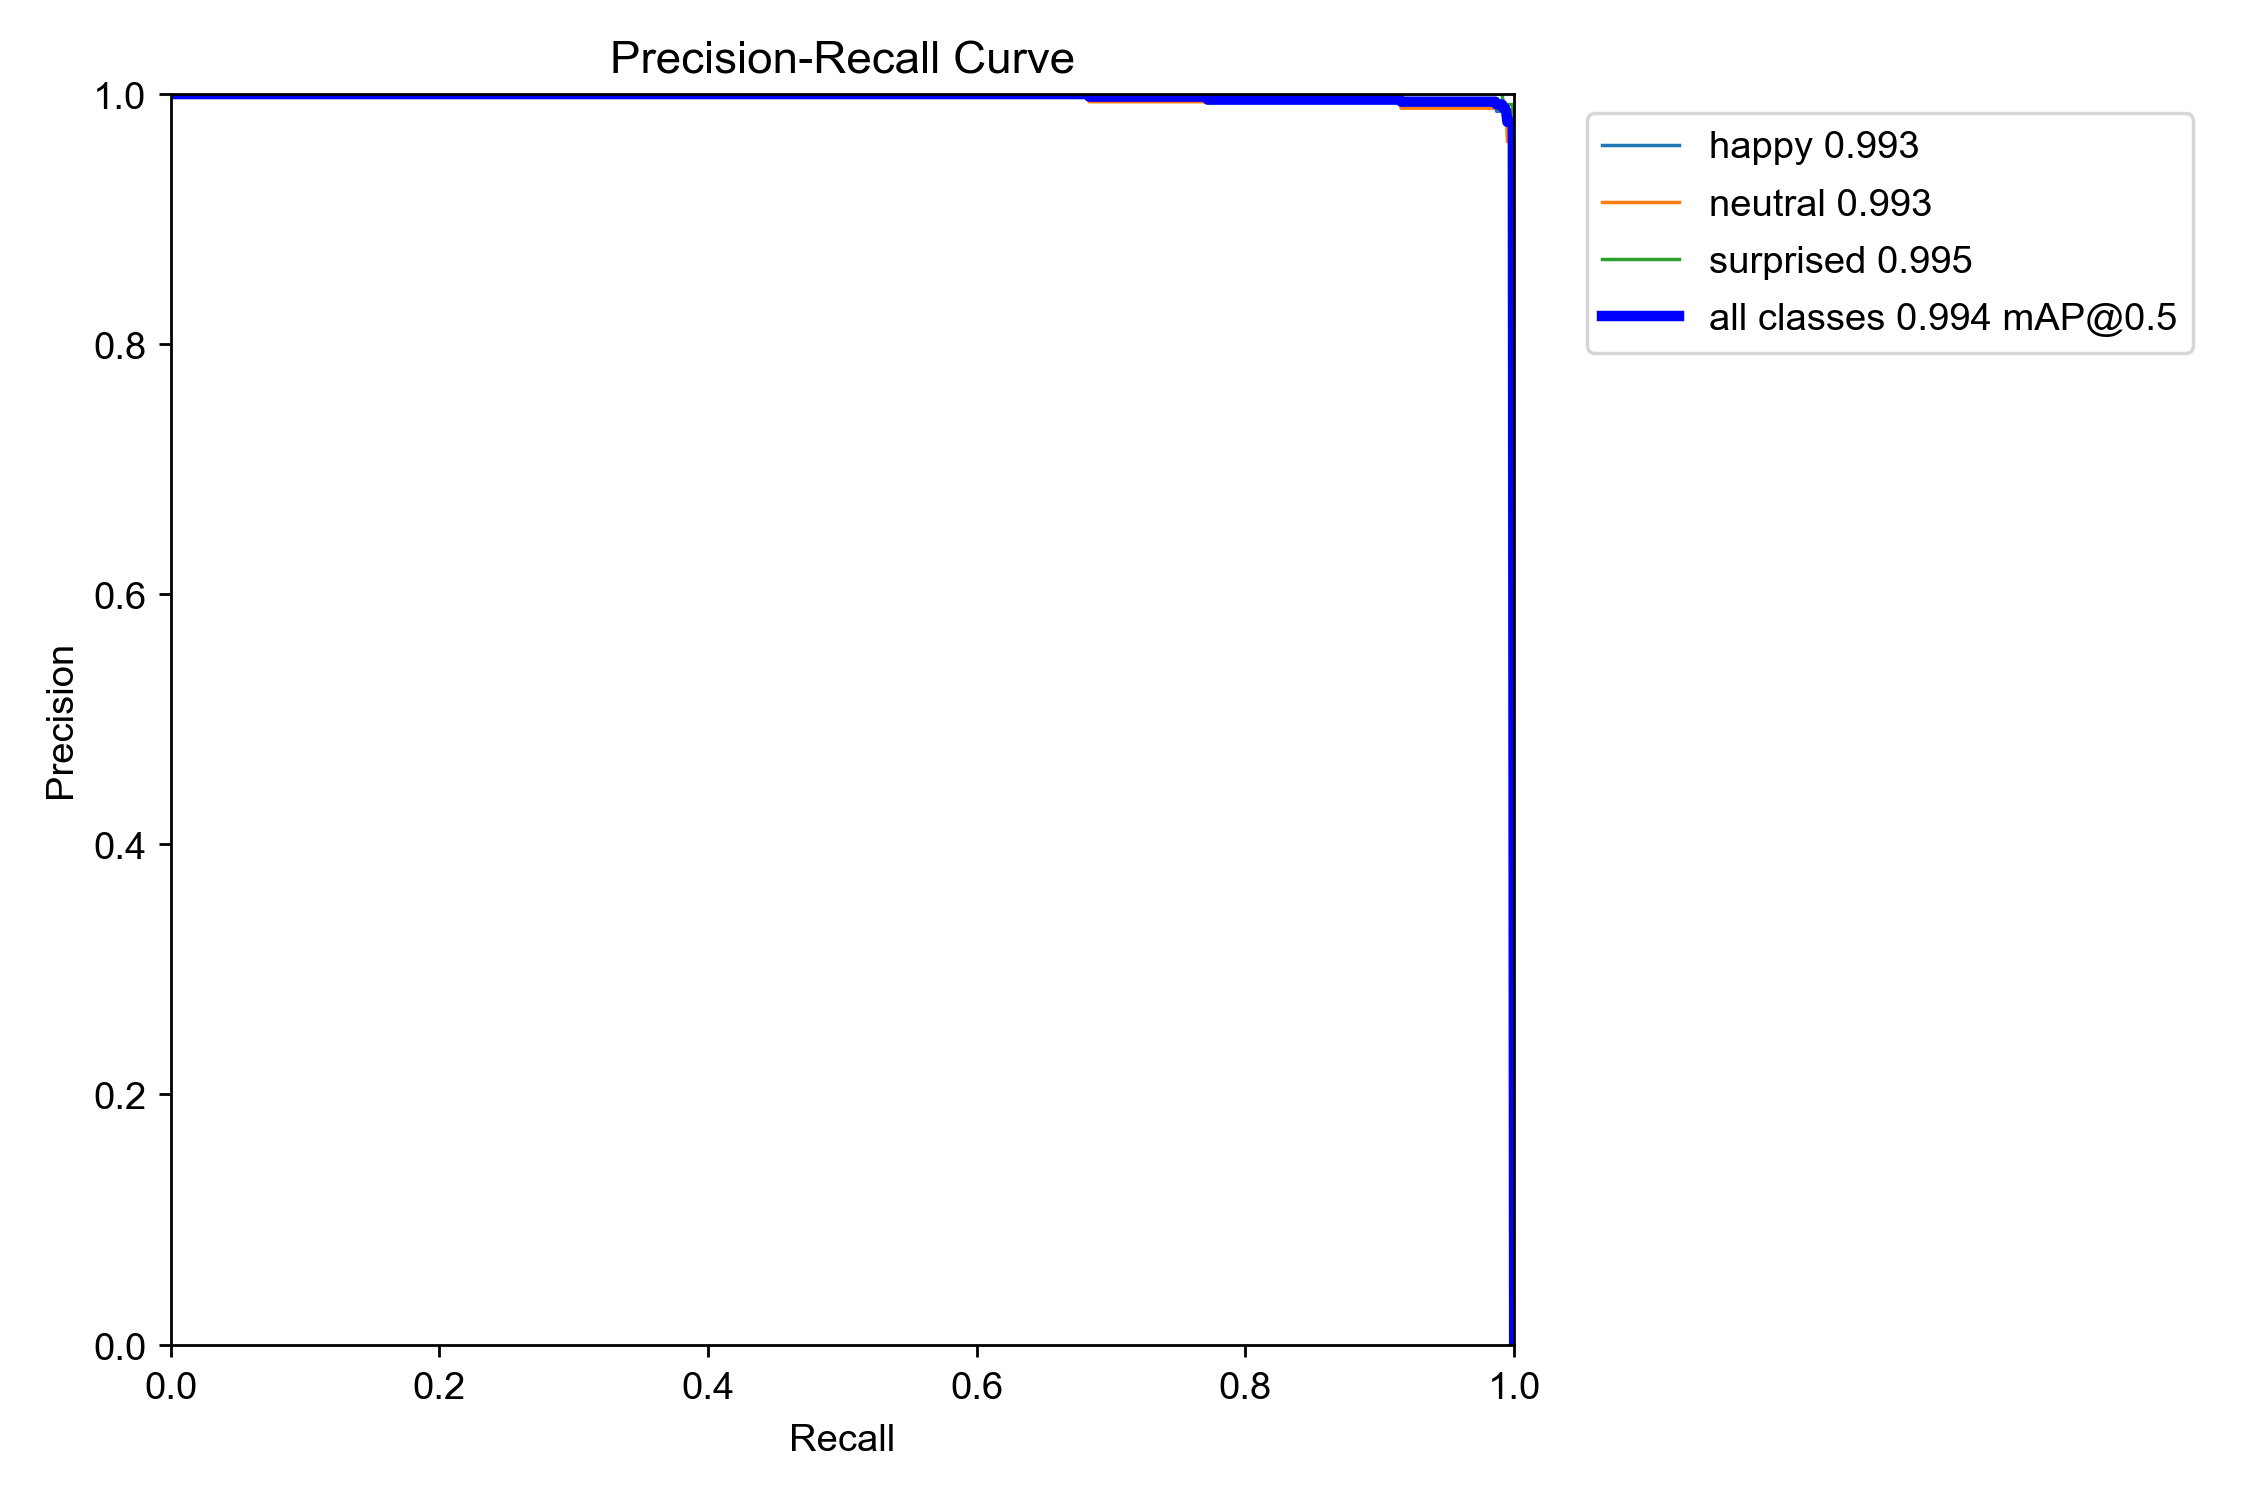 Precision-Recall Curve
1.0
0.8
0.6
0.4
0.2
0.0
Precision
0.0 0.2 0.4 0.6 0.8 1.0
Recall
happy 0.993
neutral 0.993
surprised 0.995
all classes 0.994 mAP@0.5